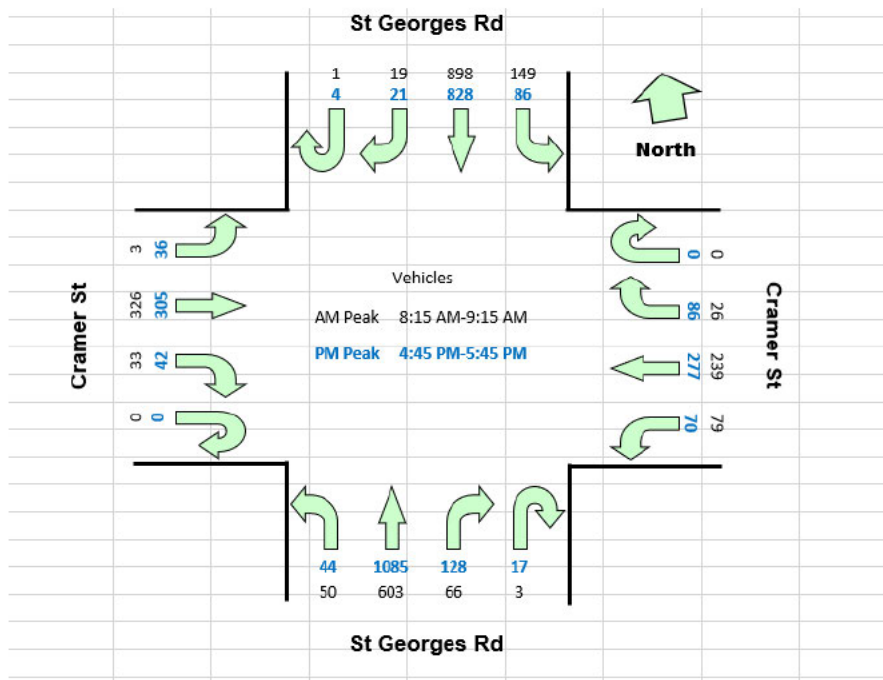 St Georges Rd
1 19 898 149
4 21 828 86
North
3 36
326 305
33 42
0 0
Cramer St
Vehicles
AM Peak 8:15 AM-9:15 AM
PM Peak 4:45 PM-5:45 PM
0 0
86 26
277 239
70 79
Cramer St
44 1085 128 17
50 603 66 3
St Georges Rd